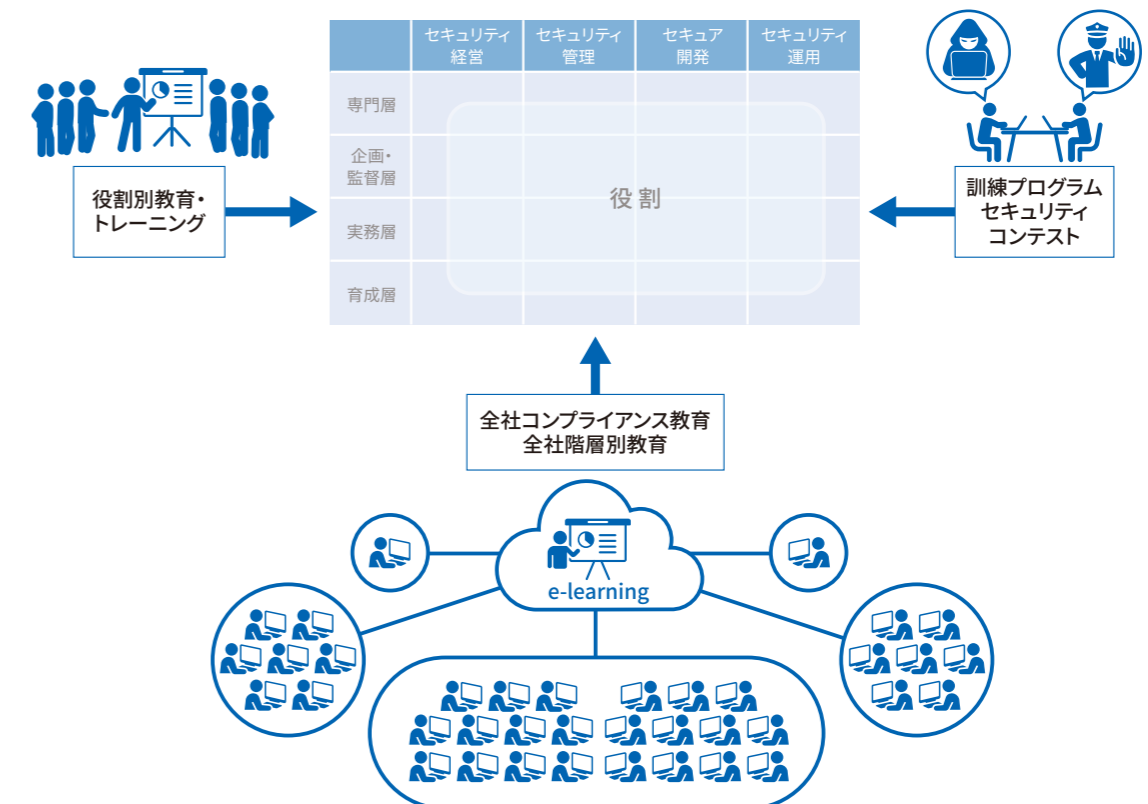 セキュリティ
経営
セキュリティ
管理
セキュア
開発
セキュリティ
運用
専門層
企画・
監督層
実務層
育成層
役割
役割別教育・
トレーニング
訓練プログラム
セキュリティ
コンテスト
全社コンプライアンス教育
全社階層別教育
e-learning